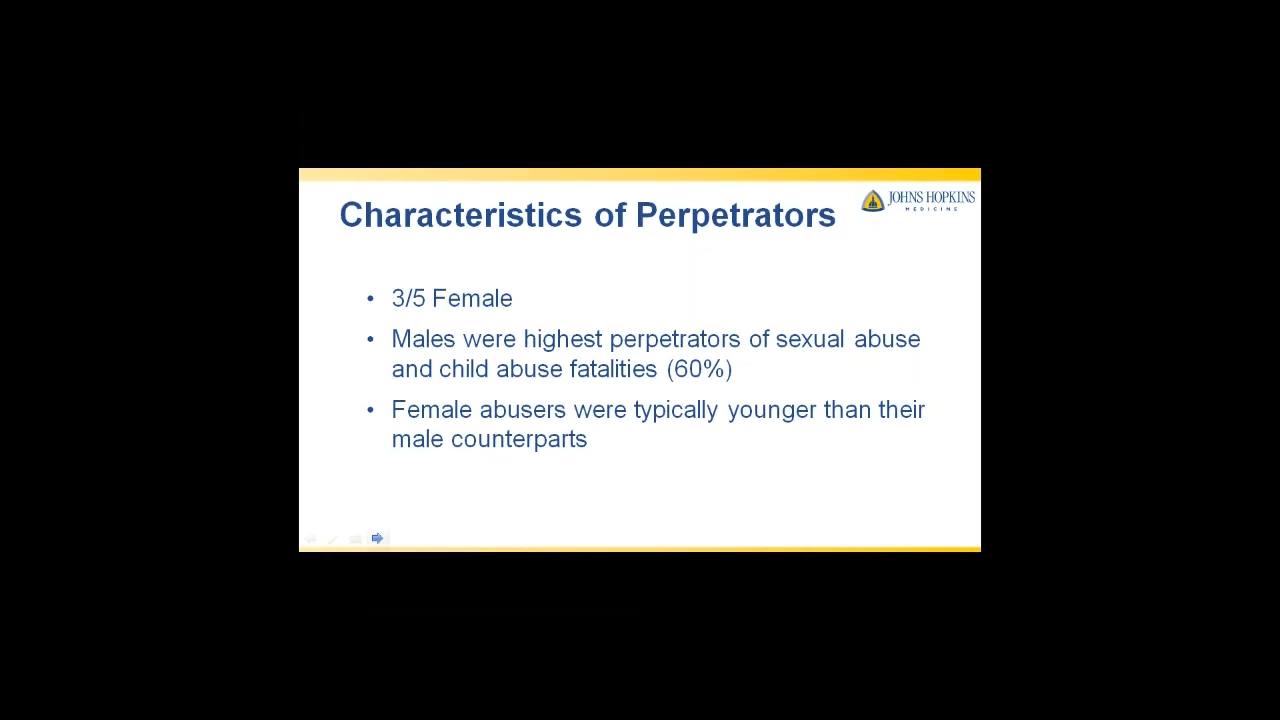 Characteristics of Perpetrators
JOHNS HOPKINS
MEDICINE
• 3/5 Female
• Males were highest perpetrators of sexual abuse
and child abuse fatalities (60%)
• Female abusers were typically younger than their
male counterparts